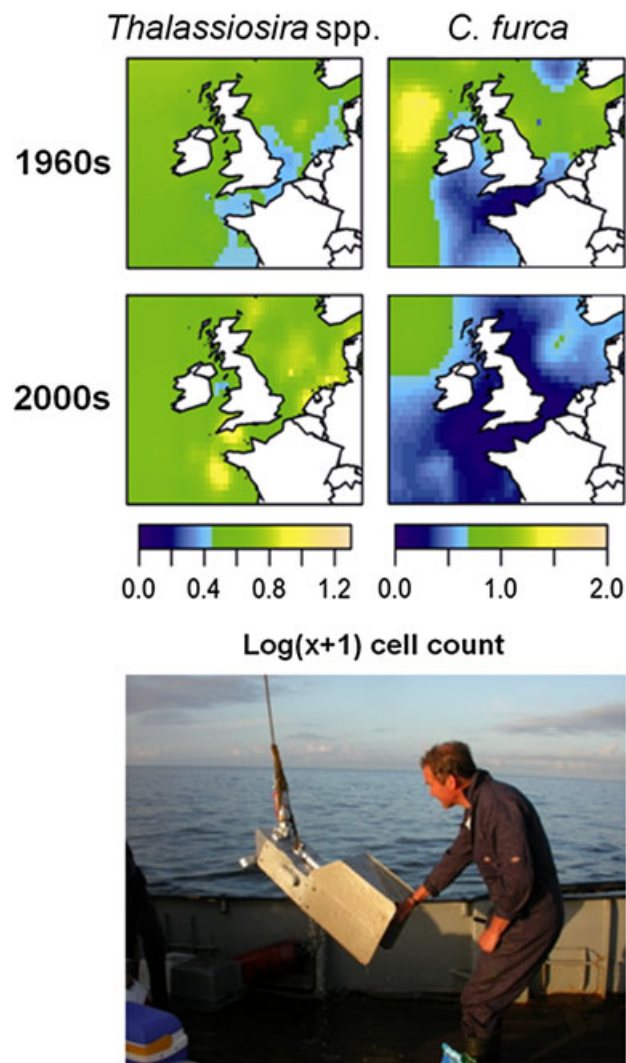 Thalassiosira spp. C. furca
1960s
2000s
0.0 0.4 0.8 1.2 0.0 1.0 2.0
Log(x+1) cell count